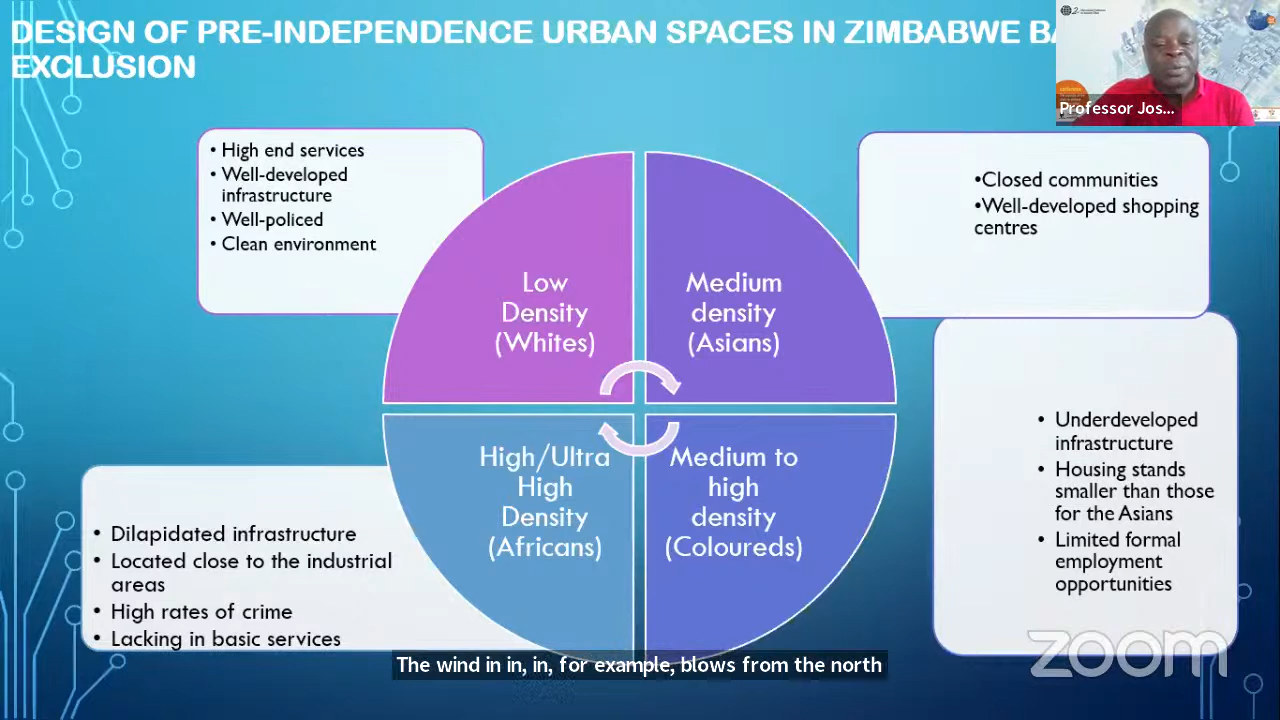 DESIGN OF PRE-INDEPENDENCE URBAN SPACES IN ZIMBABWE
EXCLUSION
Professor Jos...
• High end services
• Well-developed
infrastructure
• Well-policed
• Clean environment
•Closed communities
•Well-developed shopping
centres
Low
Density
(Whites)
Medium
density
(Asians)
High/Ultra
High
Density
(Africans)
Medium to
high
density
(Coloureds)
• Underdeveloped
infrastructure
• Housing stands
smaller than those
for the Asians
• Limited formal
employment
opportunities
• Dilapidated infrastructure
• Located close to the industrial
areas
• High rates of crime
• Lacking in basic services
The wind in in, in, for example, blows from the north
zoom